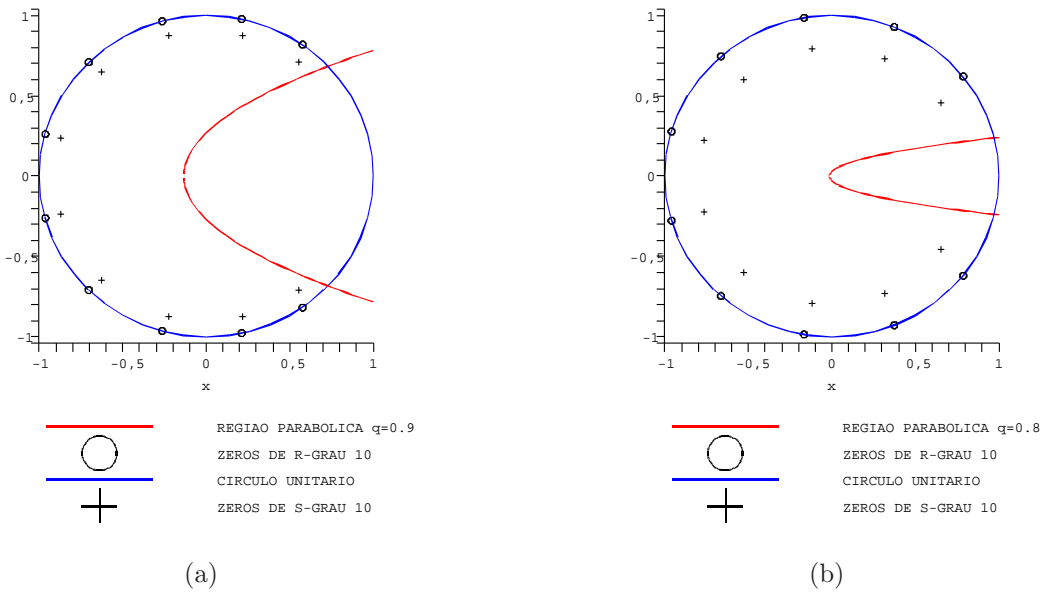 1
0,5
0
-0,5
-1
-1
-0,5
0
0,5
1
x
REGIAO PARABOLICA q=0.9
ZEROS DE R-GRAU 10
CIRCULO UNITARIO
ZEROS DE S-GRAU 10
(a)
1
0,5
0
-0,5
-1
-1
-0,5
0
0,5
1
x
REGIAO PARABOLICA q=0.8
ZEROS DE R-GRAU 10
CIRCULO UNITARIO
ZEROS DE S-GRAU 10
(b)